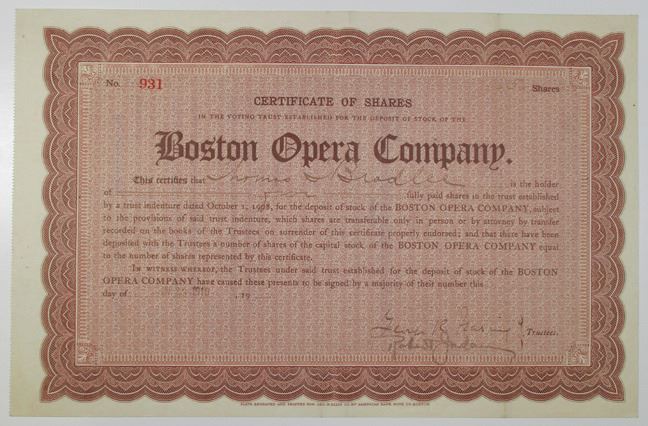 No. 931 Shares
CERTIFICATE OF SHARES
IN THE VOTING TRUST ESTABLISHED FOR THE DEPOSIT OF STOCK OF THE
Boston Opera Company.
This certifies that Thomas S Bradlee is the holder
of fully paid shares in the trust established
by a trust indenture dated October 1, 1908, for the deposit of stock of the BOSTON OPERA COMPANY, subject
to the provisions of said trust indenture, which shares are transferable only in person or by attorney by transfer
recorded on the books of the Trustees on surrender of this certificate properly endorsed; and that there have been
deposited with the Trustees a number of shares of the capital stock of the BOSTON OPERA COMPANY equal
to the number of shares represented by this certificate.
IN WITNESS WHEREOF, the Trustees under said trust established for the deposit of stock of the BOSTON
OPERA COMPANY have caused these presents to be signed by a majority of their number this
day of 1910 , 19
Trustees.